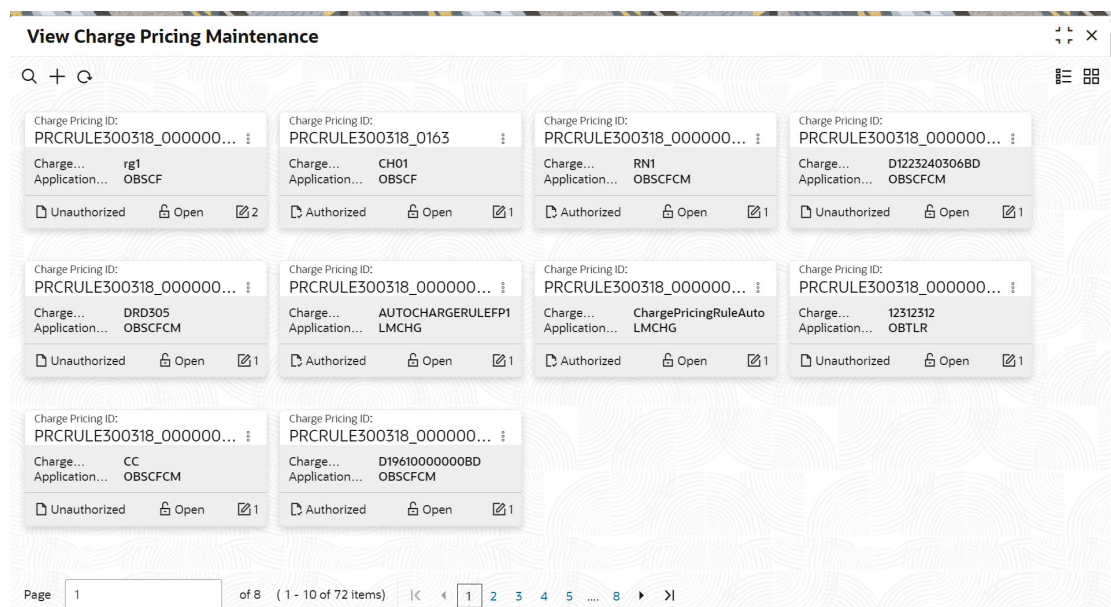 View Charge Pricing Maintenance
Charge Pricing ID: Charge Pricing ID: Charge Pricing ID: Charge Pricing ID:
PRCRULE300318_000000... PRCRULE300318_0163 PRCRULE300318_000000... PRCRULE300318_000000...
Charge... rg1 Charge... CH01 Charge... RN1 Charge... D1223240306BD
Application... OBSCF Application... OBSCF Application... OBSCFCM Application... OBSCFCM
Unauthorized Open 2 Authorized Open 1 Authorized Open 1 Unauthorized Open 1
Charge Pricing ID: Charge Pricing ID: Charge Pricing ID: Charge Pricing ID:
PRCRULE300318_000000... PRCRULE300318_000000... PRCRULE300318_000000... PRCRULE300318_000000...
Charge... DRD305 Charge... AUTOCHARGERULEFP1 Charge... ChargePricingRuleAuto Charge... 12312312
Application... OBSCFCM Application... LMCHG Application... LMCHG Application... OBTLR
Unauthorized Open 1 Authorized Open 1 Authorized Open 1 Unauthorized Open 1
Charge Pricing ID: Charge Pricing ID:
PRCRULE300318_000000... PRCRULE300318_000000...
Charge... CC Charge... D19610000000BD
Application... OBSCFCM Application... OBSCFCM
Unauthorized Open 1 Authorized Open 1
Page 1 of 8 (1 - 10 of 72 items) 1 2 3 4 5 .... 8